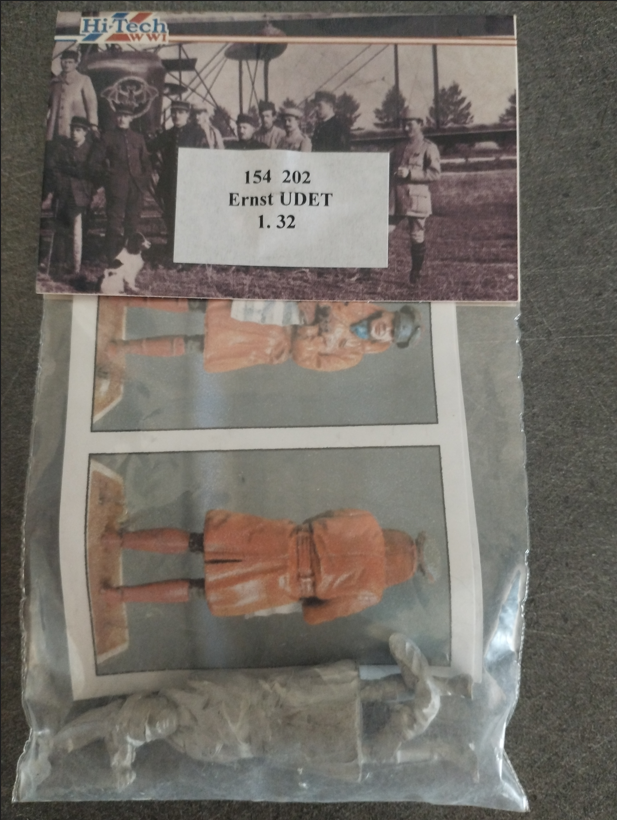 Hi-Tech
WWI
154 202
Ernst UDET
1. 32